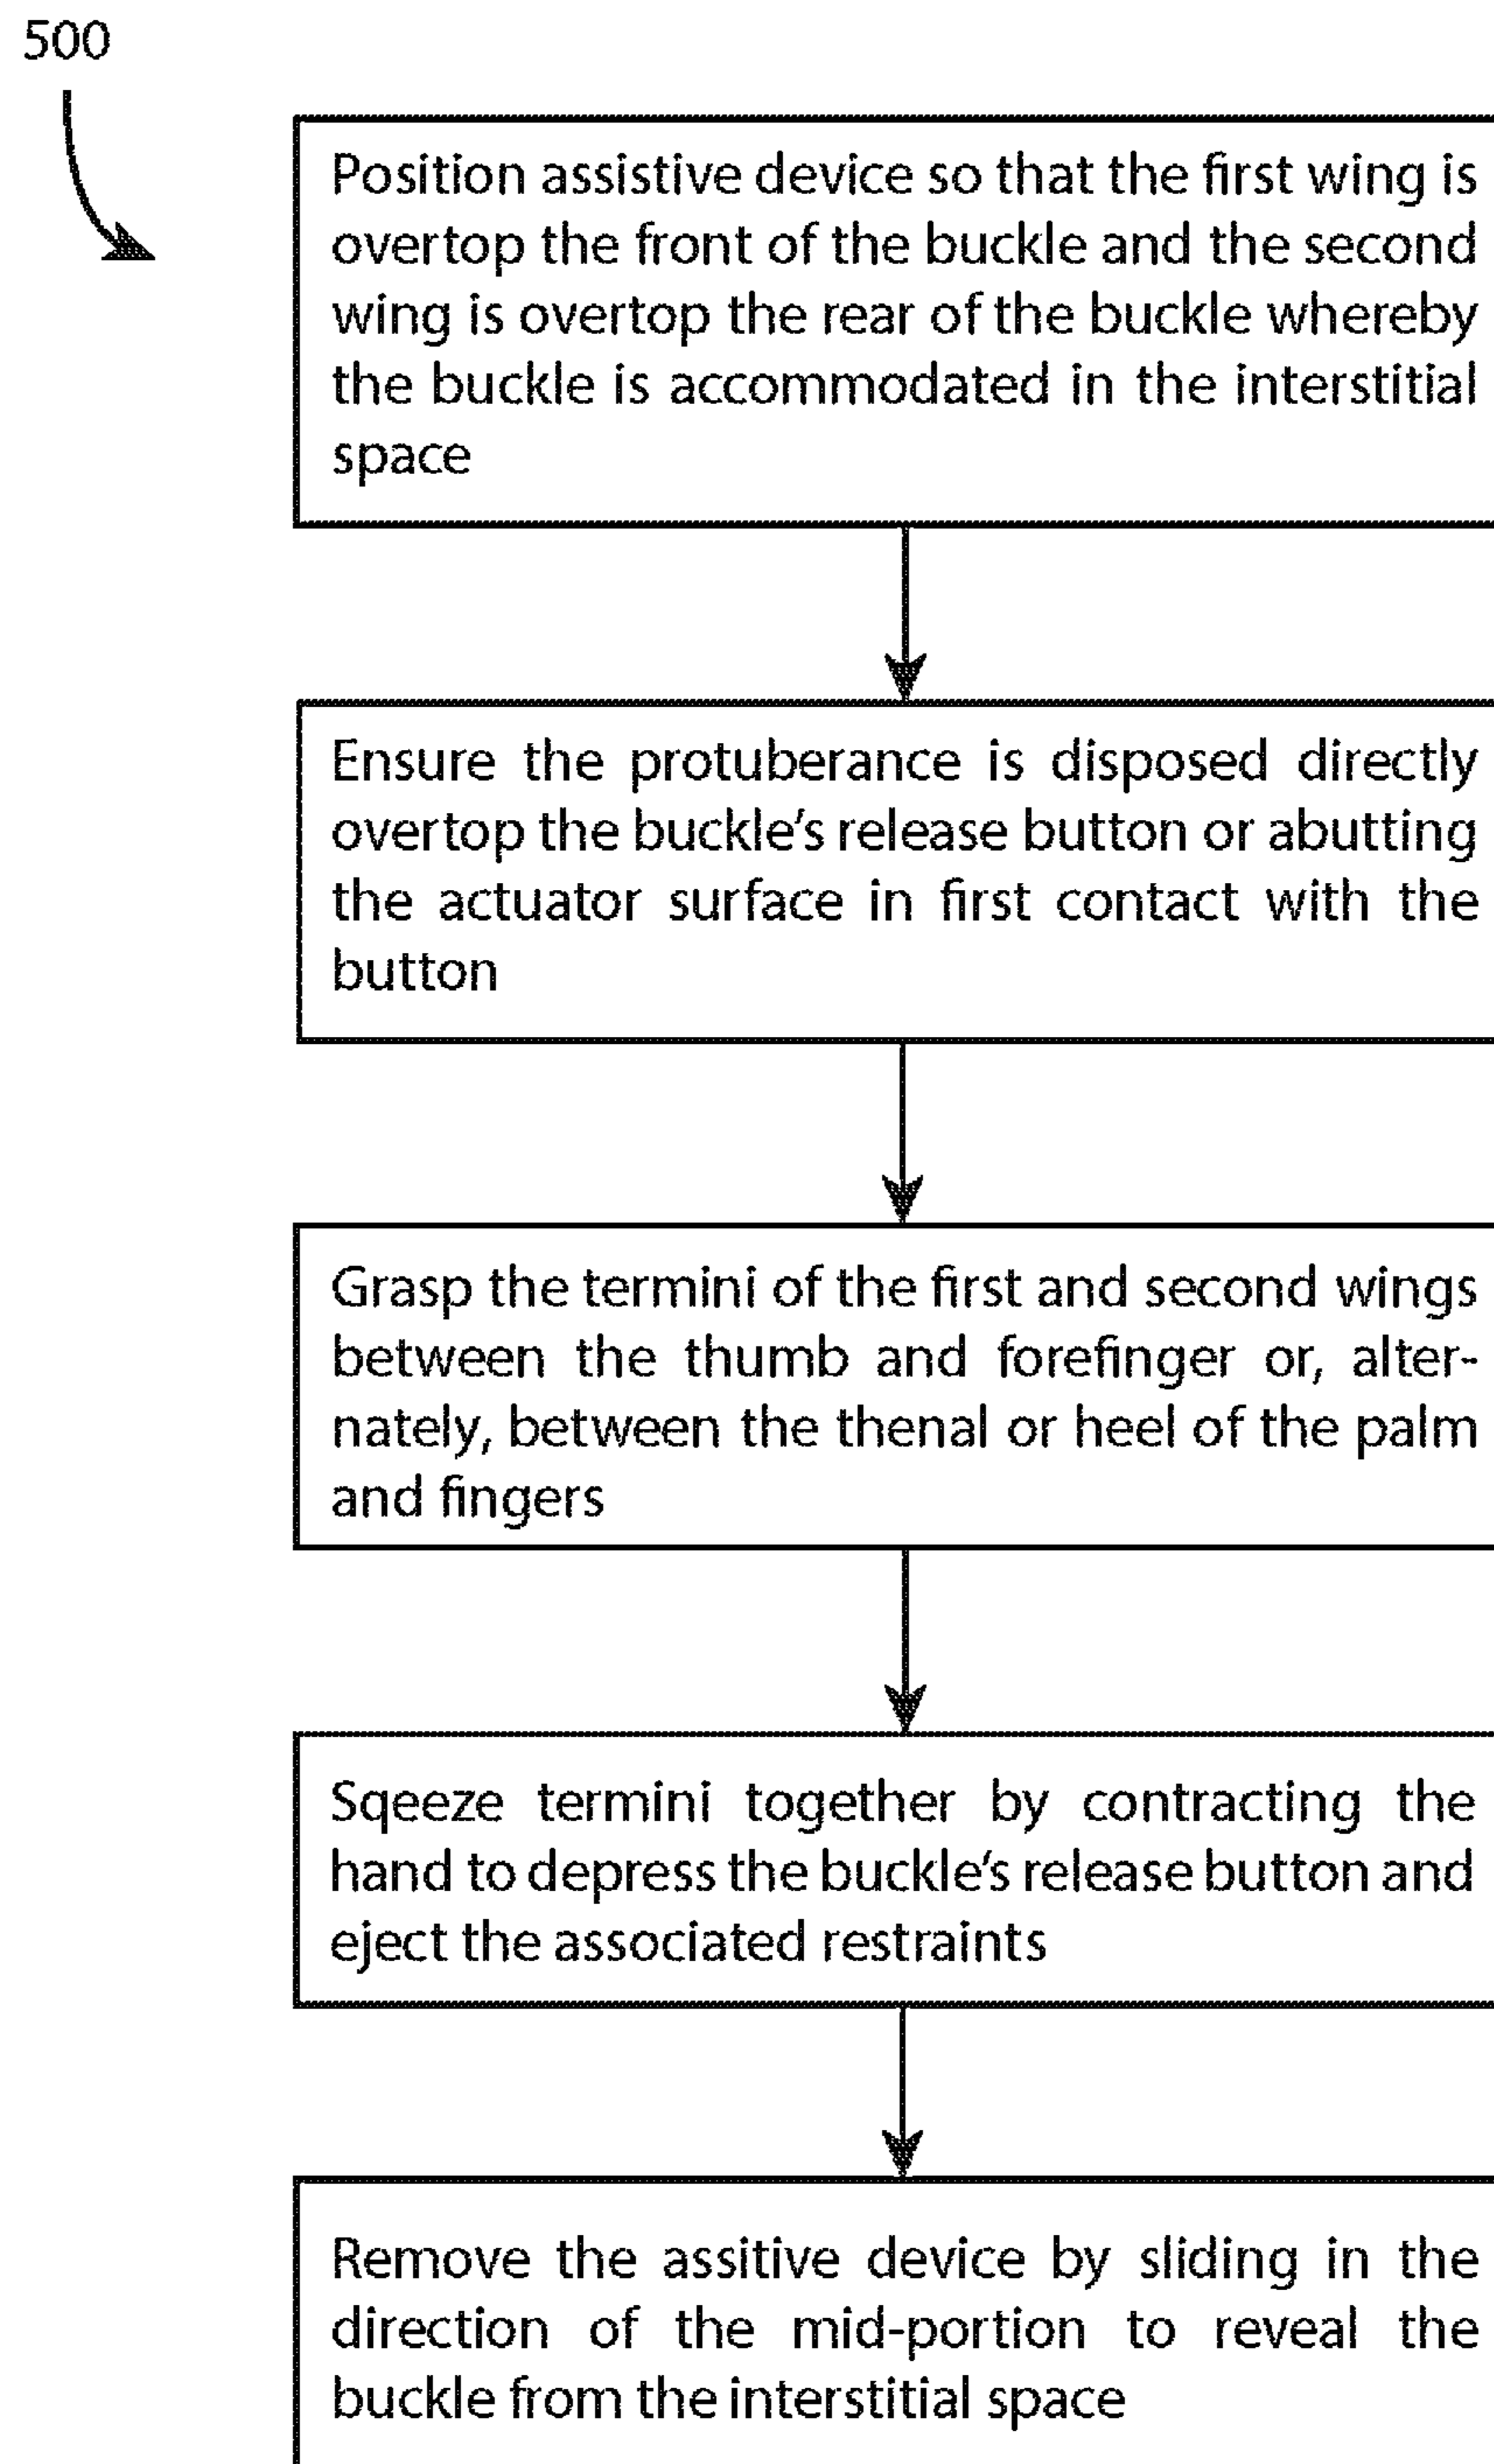 500
Position assistive device so that the first wing is
overtop the front of the buckle and the second
wing is overtop the rear of the buckle whereby
the buckle is accommodated in the interstitial
space
Ensure the protuberance is disposed directly
overtop the buckle’s release button or abutting
the actuator surface in first contact with the
button
Grasp the termini of the first and second wings
between the thumb and forefinger or, alter-
nately, between the thenal or heel of the palm
and fingers
Sqeeze termini together by contracting the
hand to depress the buckle’s release button and
eject the associated restraints
Remove the assitive device by sliding in the
direction of the mid-portion to reveal the
buckle from the interstitial space